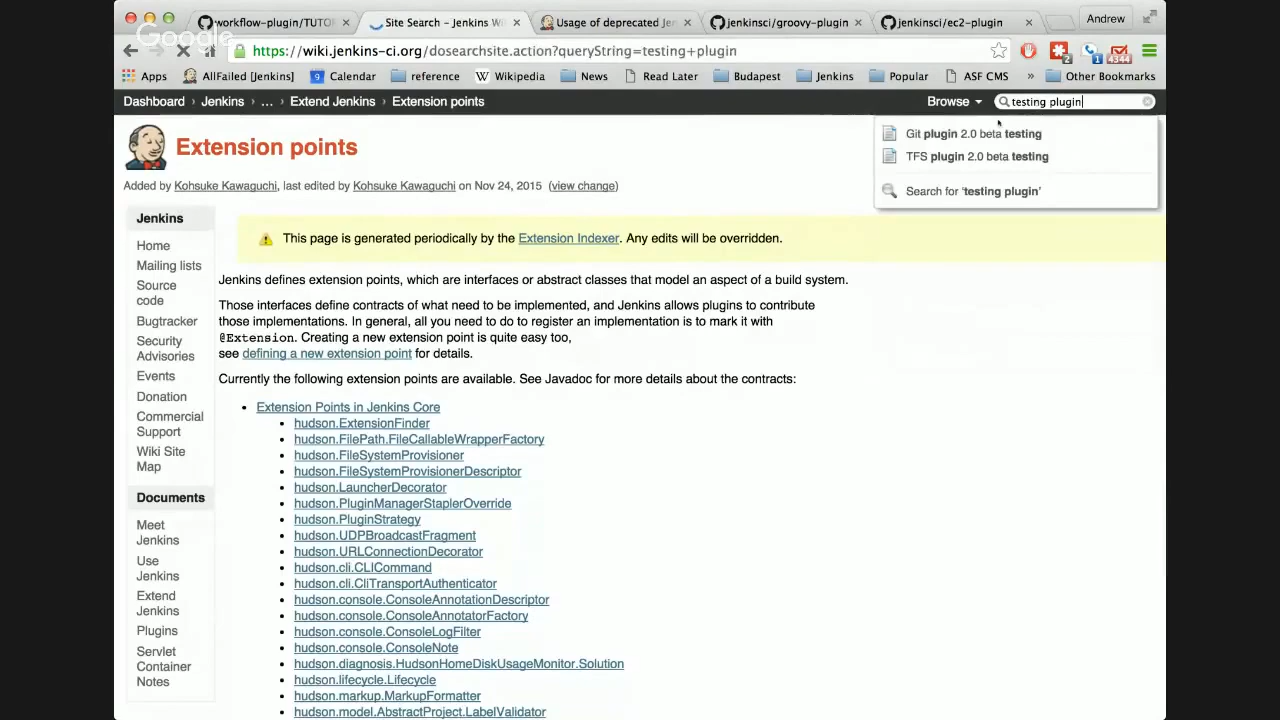 workflow-plugin/TUTO
Site Search - Jenkins Wi
Usage of deprecated Jen
jenkinsci/groovy-plugin
jenkinsci/ec2-plugin
Andrew
Google
https://wiki.jenkins-ci.org/dosearchsite.action?queryString=testing+plugin
2
1
4344
Apps
AllFailed [Jenkins]
9
Calendar
reference
W Wikipedia
News
Read Later
Budapest
Jenkins
Popular
ASF CMS
»
Other Bookmarks
Dashboard › Jenkins › … › Extend Jenkins › Extension points
Browse
testing plugin
Git plugin 2.0 beta testing
TFS plugin 2.0 beta testing
Search for 'testing plugin'
Extension points
Added by Kohsuke Kawaguchi, last edited by Kohsuke Kawaguchi on Nov 24, 2015 (view change)
Jenkins
Home
Mailing lists
Source
code
Bugtracker
Security
Advisories
Events
Donation
Commercial
Support
Wiki Site
Map
Documents
Meet
Jenkins
Use
Jenkins
Extend
Jenkins
Plugins
Servlet
Container
Notes
This page is generated periodically by the Extension Indexer. Any edits will be overridden.
Jenkins defines extension points, which are interfaces or abstract classes that model an aspect of a build system.
Those interfaces define contracts of what need to be implemented, and Jenkins allows plugins to contribute
those implementations. In general, all you need to do to register an implementation is to mark it with
@Extension. Creating a new extension point is quite easy too,
see defining a new extension point for details.
Currently the following extension points are available. See Javadoc for more details about the contracts:
• Extension Points in Jenkins Core
• hudson.ExtensionFinder
• hudson.FilePath.FileCallableWrapperFactory
• hudson.FileSystemProvisioner
• hudson.FileSystemProvisionerDescriptor
• hudson.LauncherDecorator
• hudson.PluginManagerStaplerOverride
• hudson.PluginStrategy
• hudson.UDPBroadcastFragment
• hudson.URLConnectionDecorator
• hudson.cli.CLICommand
• hudson.cli.CliTransportAuthenticator
• hudson.console.ConsoleAnnotationDescriptor
• hudson.console.ConsoleAnnotatorFactory
• hudson.console.ConsoleLogFilter
• hudson.console.ConsoleNote
• hudson.diagnosis.HudsonHomeDiskUsageMonitor.Solution
• hudson.lifecycle.Lifecycle
• hudson.markup.MarkupFormatter
• hudson.model.AbstractProject.LabelValidator